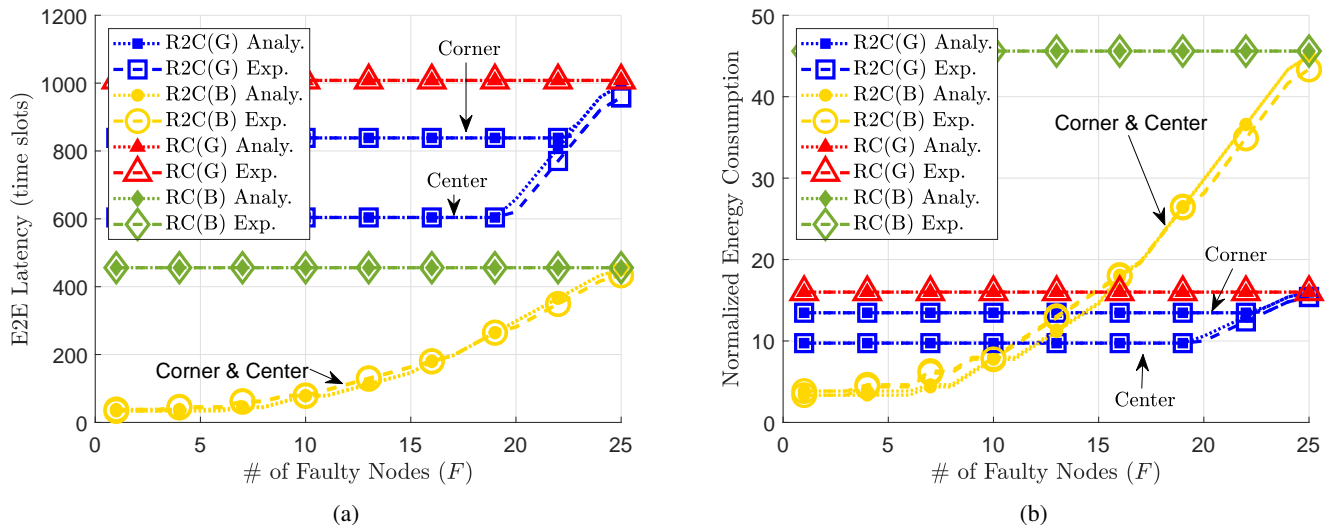 1200
1000
800
600
400
200
0
E2E Latency (time slots)
R2C(G) Analy.
R2C(G) Exp.
R2C(B) Analy.
R2C(B) Exp.
RC(G) Analy.
RC(G) Exp.
RC(B) Analy.
RC(B) Exp.
Corner
Center
Corner & Center
0 5 10 15 20 25
# of Faulty Nodes (F)
(a)
50
40
30
20
10
0
Normalized Energy Consumption
R2C(G) Analy.
R2C(G) Exp.
R2C(B) Analy.
R2C(B) Exp.
RC(G) Analy.
RC(G) Exp.
RC(B) Analy.
RC(B) Exp.
Corner & Center
Corner
Center
0 5 10 15 20 25
# of Faulty Nodes (F)
(b)